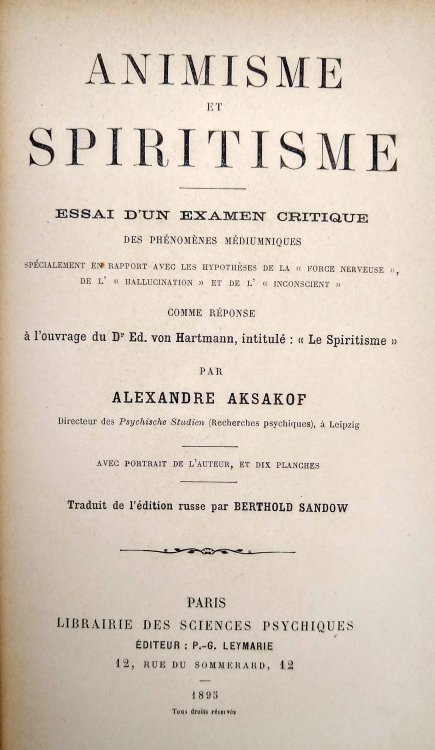 ANIMISME
ET
SPIRITISME
ESSAI D'UN EXAMEN CRITIQUE
DES PHÉNOMÈNES MÉDIUMNIQUES
SPÉCIALEMENT EN RAPPORT AVEC LES HYPOTHÈSES DE LA « FORCE NERVEUSE »,
DE L' « HALLUCINATION » ET DE L' « INCONSCIENT »
COMME RÉPONSE
à l'ouvrage du Dr Ed. von Hartmann, intitulé : « Le Spiritisme »
PAR
ALEXANDRE AKSAKOF
Directeur des Psychische Studien (Recherches psychiques), à Leipzig
AVEC PORTRAIT DE L'AUTEUR, ET DIX PLANCHES
Traduit de l'édition russe par BERTHOLD SANDOW
PARIS
LIBRAIRIE DES SCIENCES PSYCHIQUES
ÉDITEUR : P.-G. LEYMARIE
12, RUE DU SOMMERARD, 12
1895
Tous droits réservés